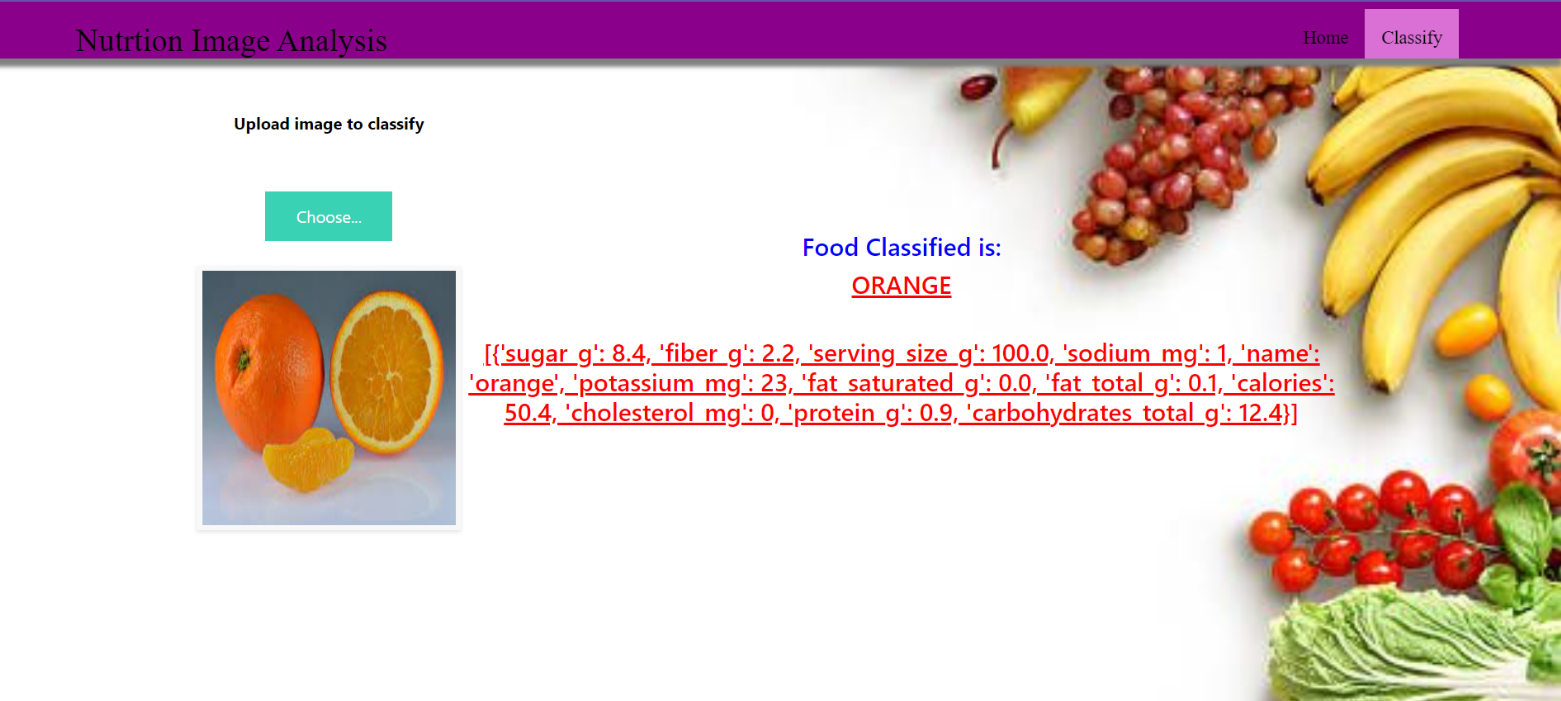 Nutrtion Image Analysis
Home
Classify
Upload image to classify
Choose...
Food Classified is:
ORANGE
[{'sugar_g': 8.4, 'fiber_g': 2.2, 'serving_size_g': 100.0, 'sodium_mg': 1, 'name':
'orange', 'potassium_mg': 23, 'fat_saturated_g': 0.0, 'fat_total_g': 0.1, 'calories':
50.4, 'cholesterol_mg': 0, 'protein_g': 0.9, 'carbohydrates_total_g': 12.4}]